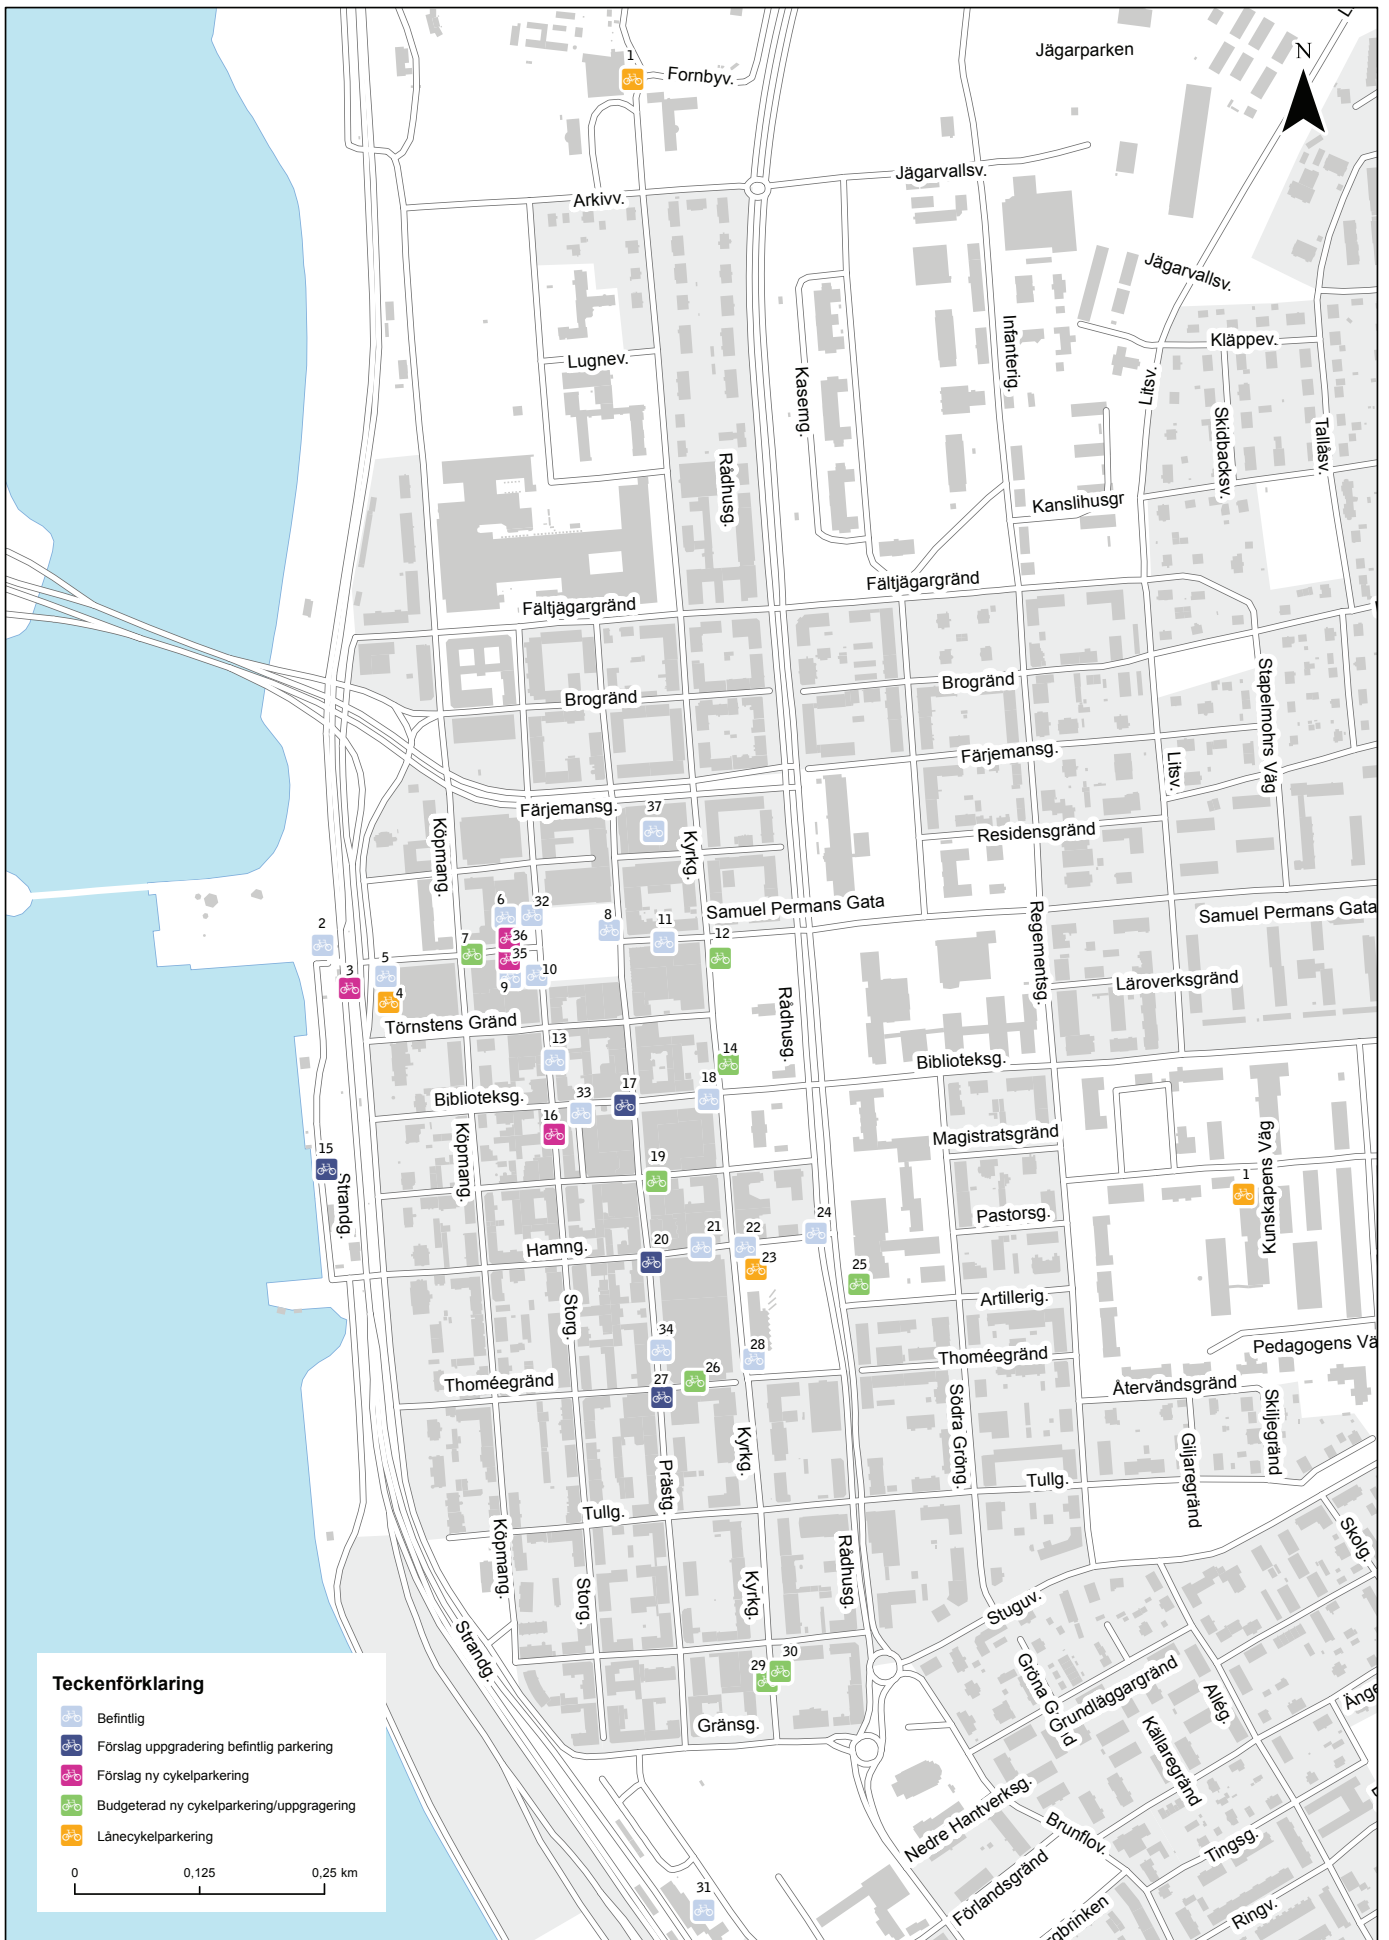 Jägarparken
N
L
1
Fornbyv.
Jägarvallsv.
Arkivv.
Jägarvallsv.
Infanterig.
Kläppev.
Lugnev.
Kaserng.
Litsv.
Skidbacksv.
Tallåsv.
Rådhusg.
Kanslihusgr
Fältjägargränd
Fältjägargränd
Brogränd
Brogränd
Stapelmohrs Väg
Färjemansg.
Litsv.
Färjemansg.
37
Köpmang.
Kyrkg.
Residensgränd
6
32
8
11
Samuel Permans Gata
Samuel Permans Gata
Regementsg.
2
7
36
12
5
35
3
4
9
10
Läroverksgränd
Törnstens Gränd
Rådhusg.
13
14
Biblioteksg.
18
17
33
Biblioteksg.
16
Magistratsgränd
Köpmang.
15
19
Strandg.
1
Kunskapens Väg
Pastorsg.
24
21
22
20
Hamng.
23
25
Artillerig.
Storg.
34
28
Thoméegränd
Pedagogens Vä
26
Thoméegränd
27
Återvändsgränd
Södra Gröng.
Skiljegränd
Giljaregränd
Kyrkg.
Prästg.
Tullg.
Tullg.
Köpmang.
Skolg.
Rådhusg.
Storg.
Kyrkg.
Stuguv.
Strandg.
30
29
Gröna G
d
Grundläggargränd
Allég.
Änge
Gränsg.
Källaregränd
Nedre Hantverksg.
Brunflov.
Tingsg.
Förlandsgränd
31
gbrinken
Ringv.
Teckenförklaring
Befintlig
Förslag uppgradering befintlig parkering
Förslag ny cykelparkering
Budgeterad ny cykelparkering/uppgragering
Lånecykelparkering
0 0,125 0,25 km